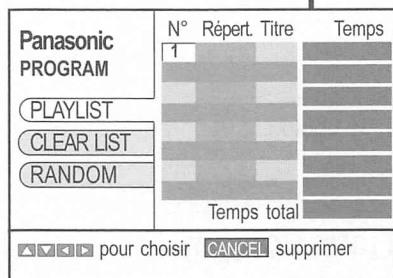 Panasonic
PROGRAM
PLAYLIST
CLEAR LIST
RANDOM
N° Répert. Titre Temps
1
Temps total
pour choisir CANCEL supprimer